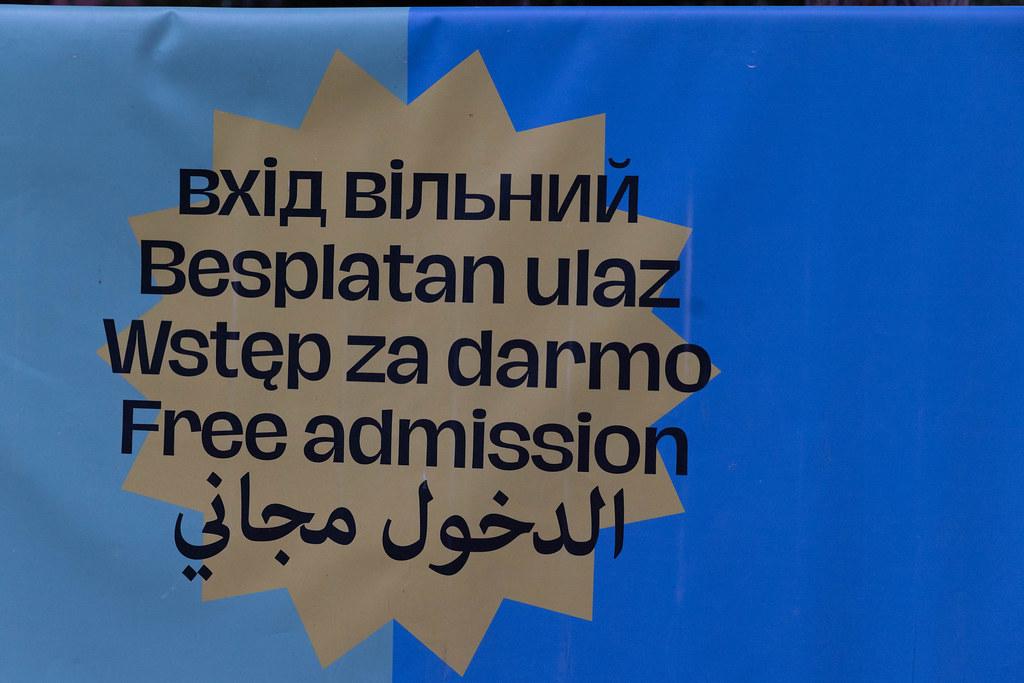 вхід вільний
Besplatan ulaz
Wstęp za darmo
Free admission
الدخول مجاني